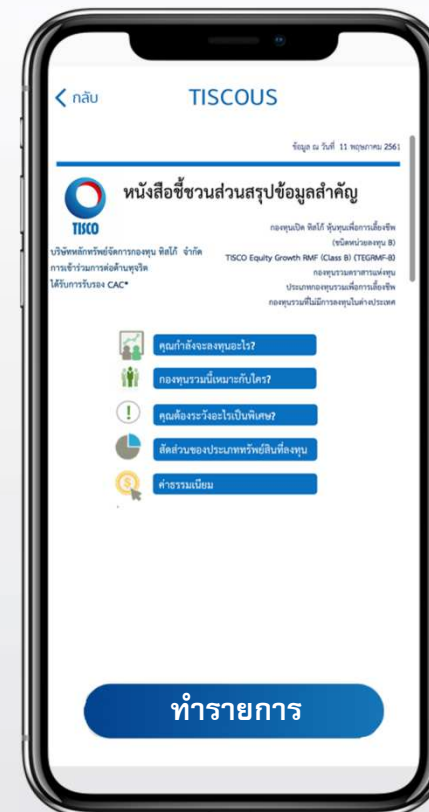 กลับ
TISCOUS
ข้อมูล ณ วันที่ 11 พฤษภาคม 2561
หนังสือชี้ชวนส่วนสรุปข้อมูลสำคัญ
TISCO
บริษัทหลักทรัพย์จัดการกองทุน ทิสโก้ จำกัด
การเข้าร่วมการต่อต้านทุจริต
ได้รับการรับรอง CAC*
กองทุนเปิด ทิสโก้ หุ้นทุนเพื่อการเลี้ยงชีพ
(ชนิดหน่วยลงทุน B)
TISCO Equity Growth RMF (Class B) (TEGRMF-B)
กองทุนรวมตราสารแห่งทุน
ประเภทกองทุนรวมเพื่อการเลี้ยงชีพ
กองทุนรวมที่ไม่มีการลงทุนในต่างประเทศ
คุณกำลังจะลงทุนอะไร?
กองทุนรวมนี้เหมาะกับใคร?
คุณต้องระวังอะไรเป็นพิเศษ?
สัดส่วนของประเภททรัพย์สินที่ลงทุน
ค่าธรรมเนียม
ทำรายการ